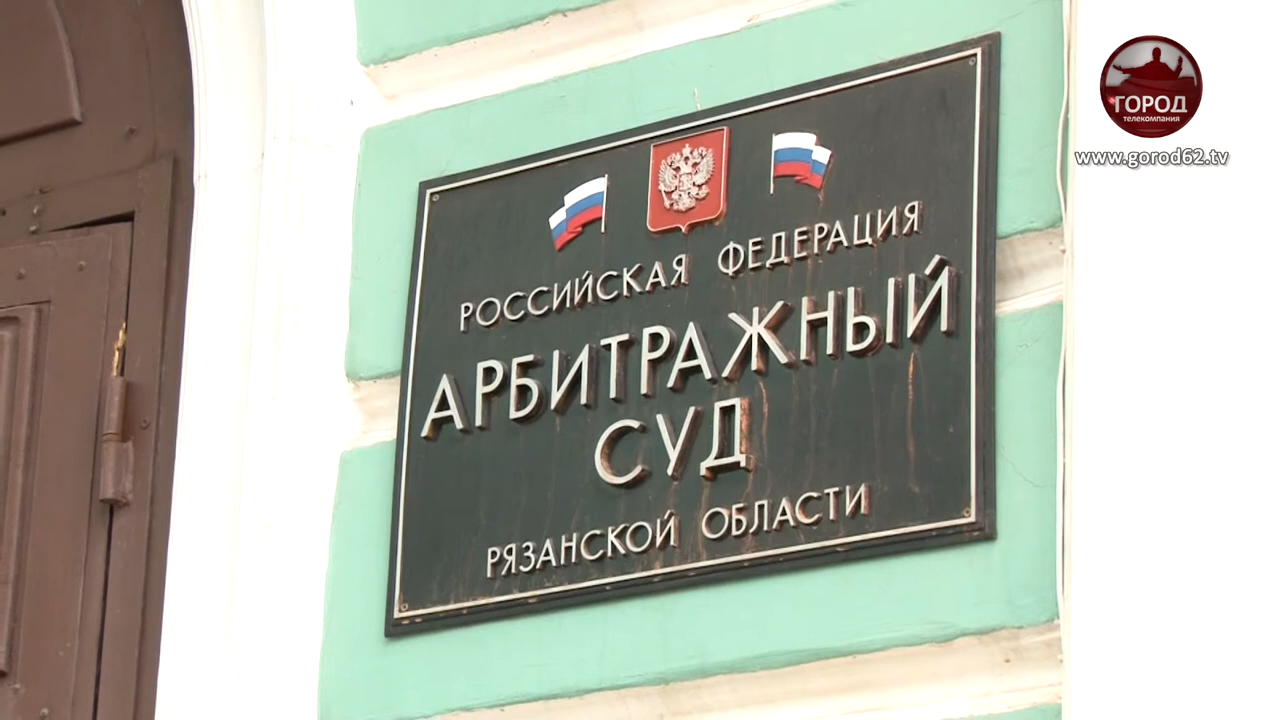 ГОРОД
телекомпания
www.gorod62.tv
РОССИЙСКАЯ ФЕДЕРАЦИЯ
АРБИТРАЖНЫЙ
СУД
РЯЗАНСКОЙ ОБЛАСТИ